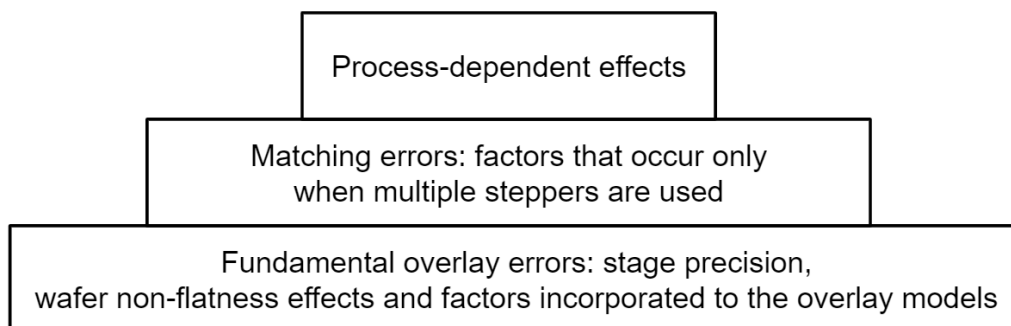 Process-dependent effects
Matching errors: factors that occur only
when multiple steppers are used
Fundamental overlay errors: stage precision,
wafer non-flatness effects and factors incorporated to the overlay models